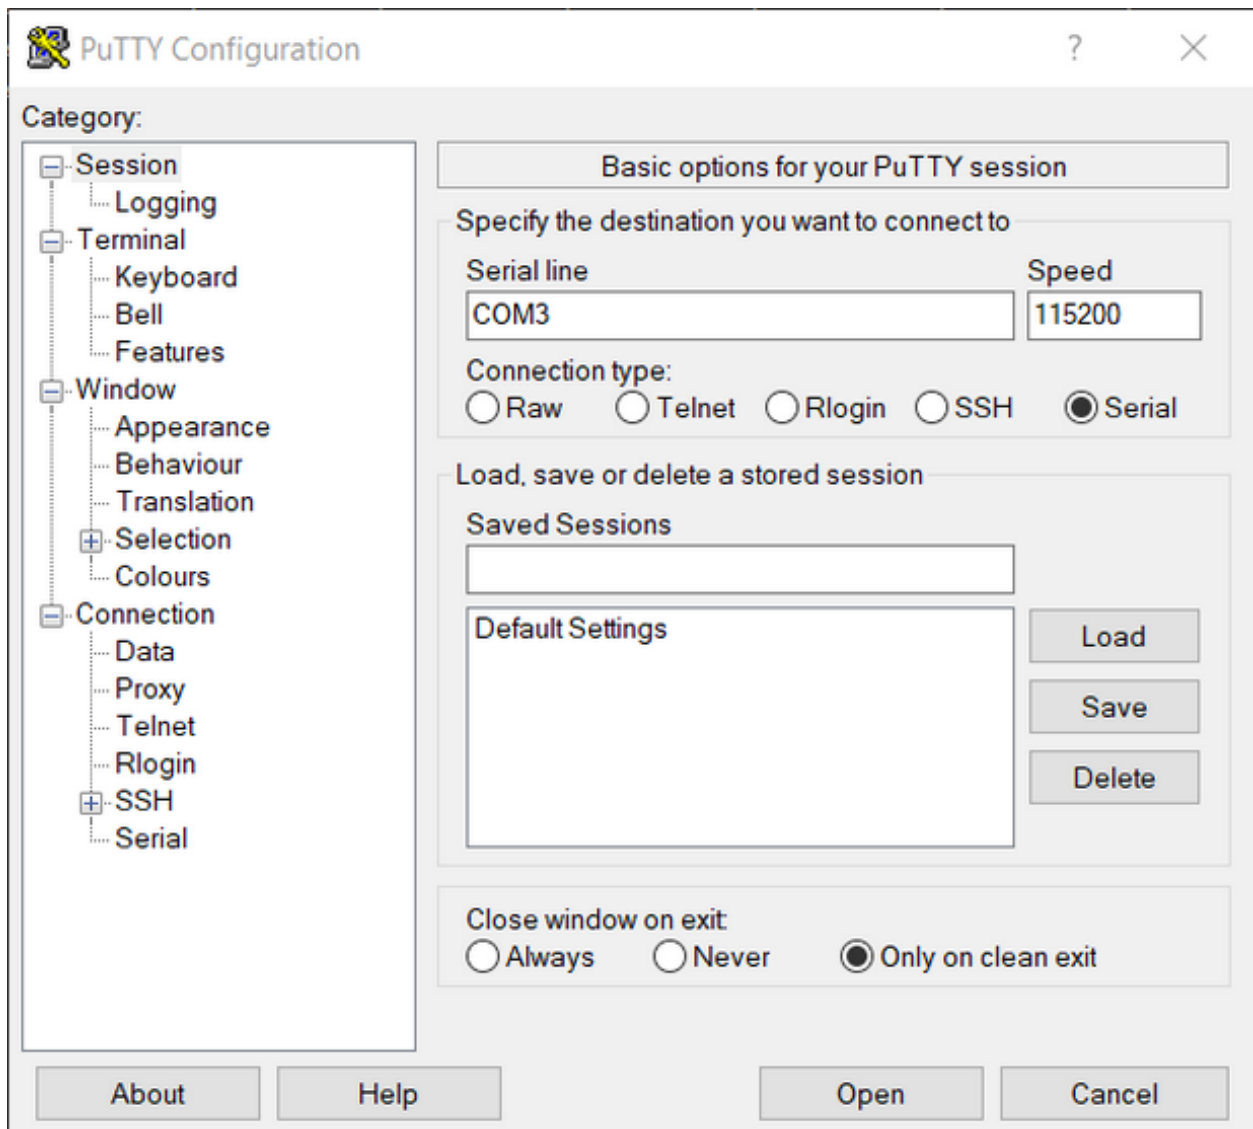 PuTTY Configuration
?
Category:
Session
Logging
Terminal
Keyboard
Bell
Features
Window
Appearance
Behaviour
Translation
Selection
Colours
Connection
Data
Proxy
Telnet
Rlogin
SSH
Serial
Basic options for your PuTTY session
Specify the destination you want to connect to
Serial line Speed
COM3 115200
Connection type:
Raw Telnet Rlogin SSH Serial
Load, save or delete a stored session
Saved Sessions
Default Settings
Load
Save
Delete
Close window on exit:
Always Never Only on clean exit
About Help Open Cancel